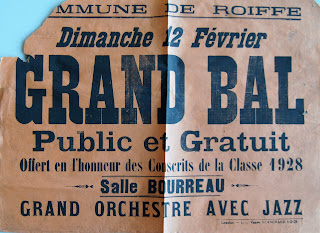 MMUNE DE ROIFFE
Dimanche 12 Février
GRAND BAL
Public et Gratuit
Offert en l'honneur des Conscrits de la Classe 1928
Salle BOURREAU
GRAND ORCHESTRE AVEC JAZZ